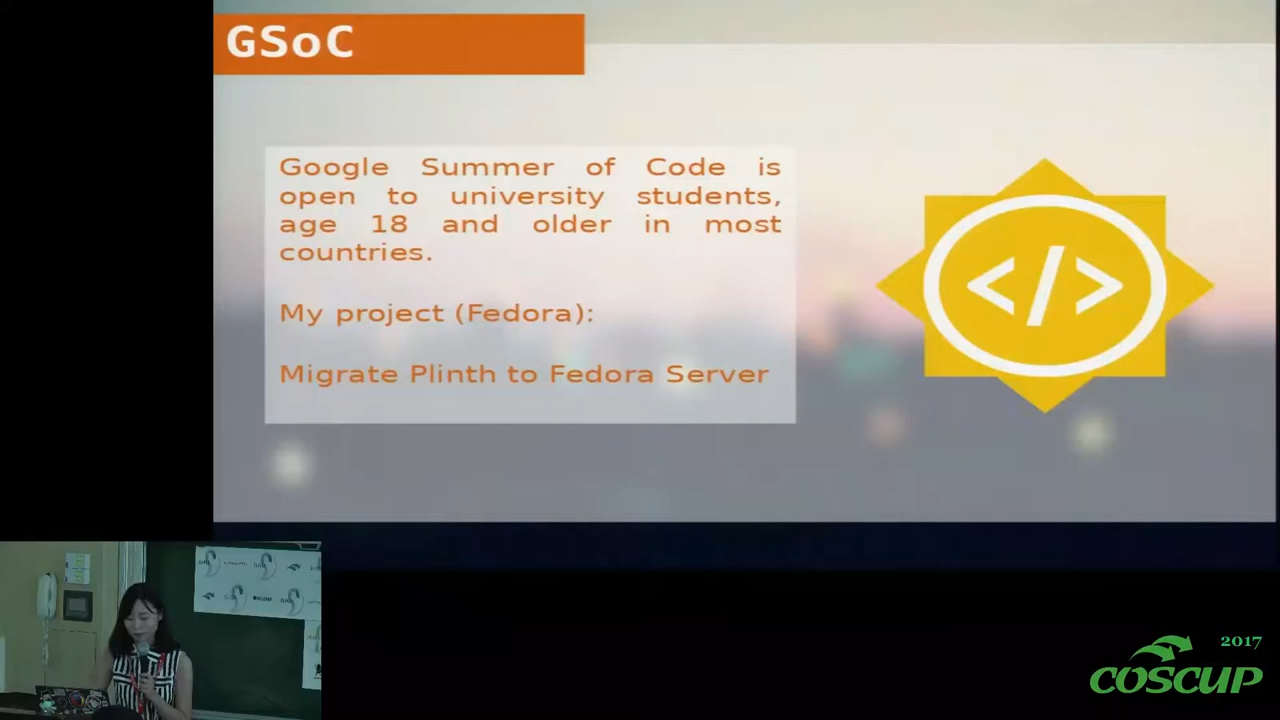 GSoC
Google Summer of Code is
open to university students,
age 18 and older in most
countries.
My project (Fedora):
Migrate Plinth to Fedora Server
</>
2017
COSCUP